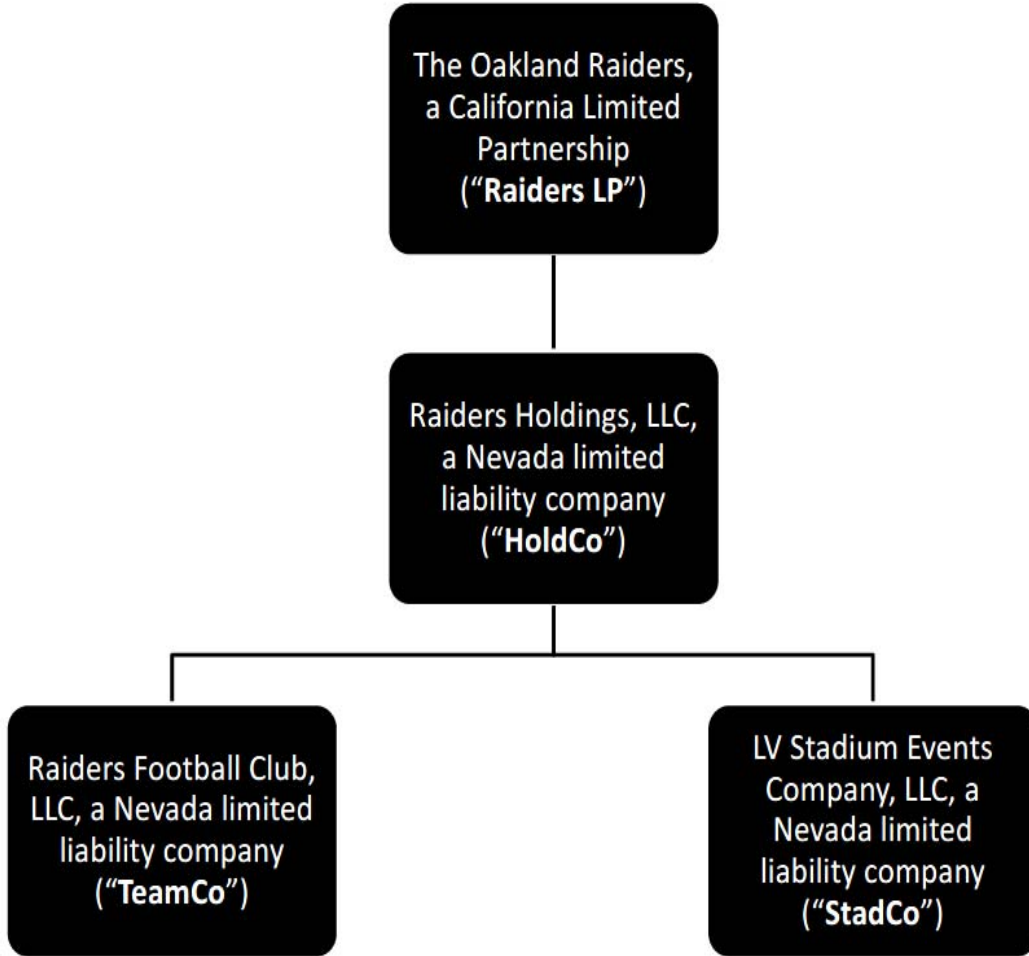 The Oakland Raiders,
a California Limited
Partnership
(“Raiders LP”)
Raiders Holdings, LLC,
a Nevada limited
liability company
(“HoldCo”)
Raiders Football Club,
LLC, a Nevada limited
liability company
(“TeamCo”)
LV Stadium Events
Company, LLC, a
Nevada limited
liability company
(“StadCo”)